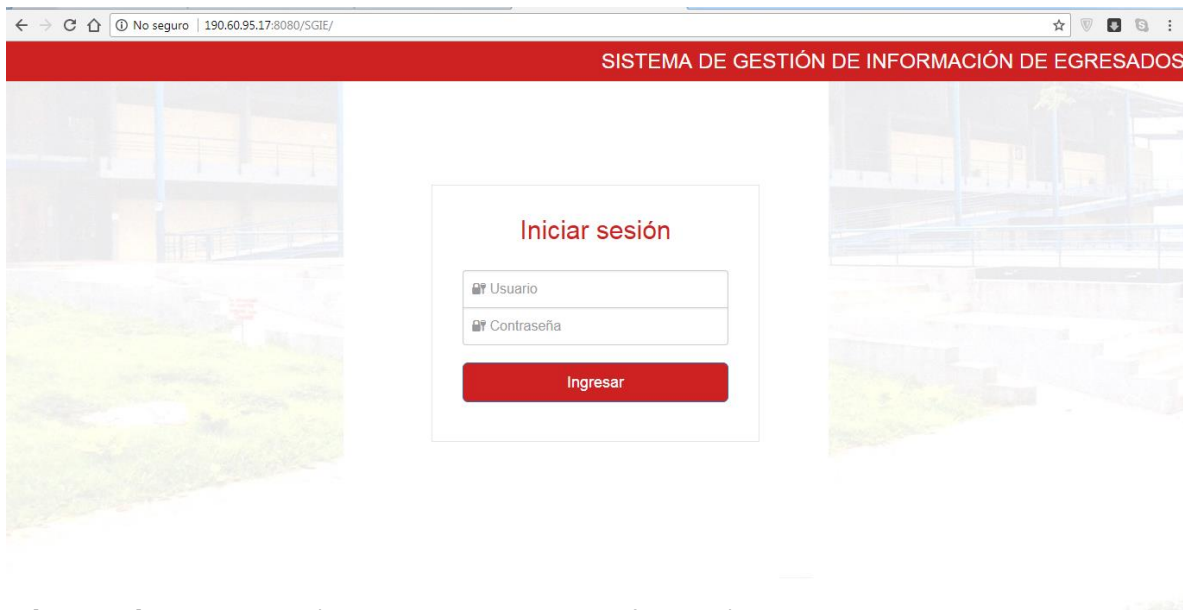 No seguro | 190.60.95.17:8080/SGIE/
SISTEMA DE GESTIÓN DE INFORMACIÓN DE EGRESADOS
Iniciar sesión
Usuario
Contraseña
Ingresar